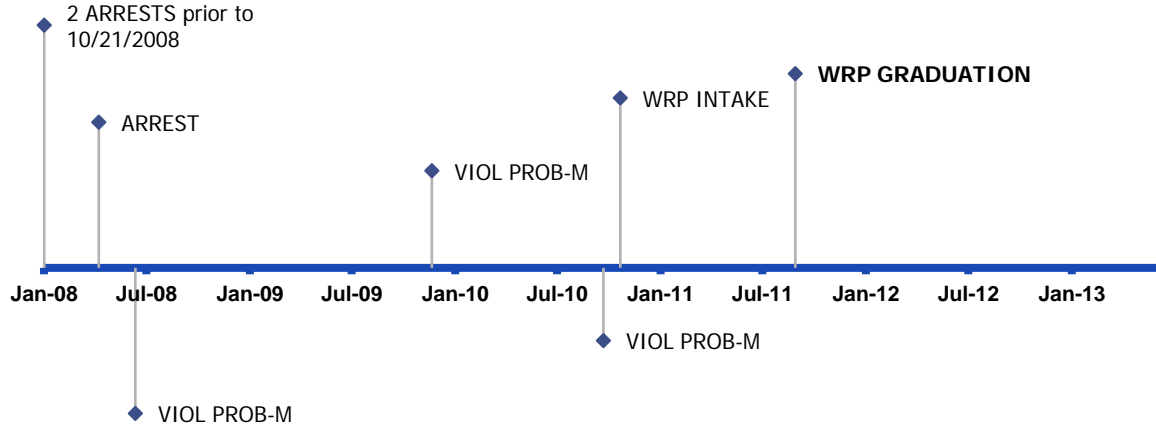 2 ARRESTS prior to
10/21/2008
WRP GRADUATION
WRP INTAKE
ARREST
VIOL PROB-M
Jan-08 Jul-08 Jan-09 Jul-09 Jan-10 Jul-10 Jan-11 Jul-11 Jan-12 Jul-12 Jan-13
VIOL PROB-M
VIOL PROB-M